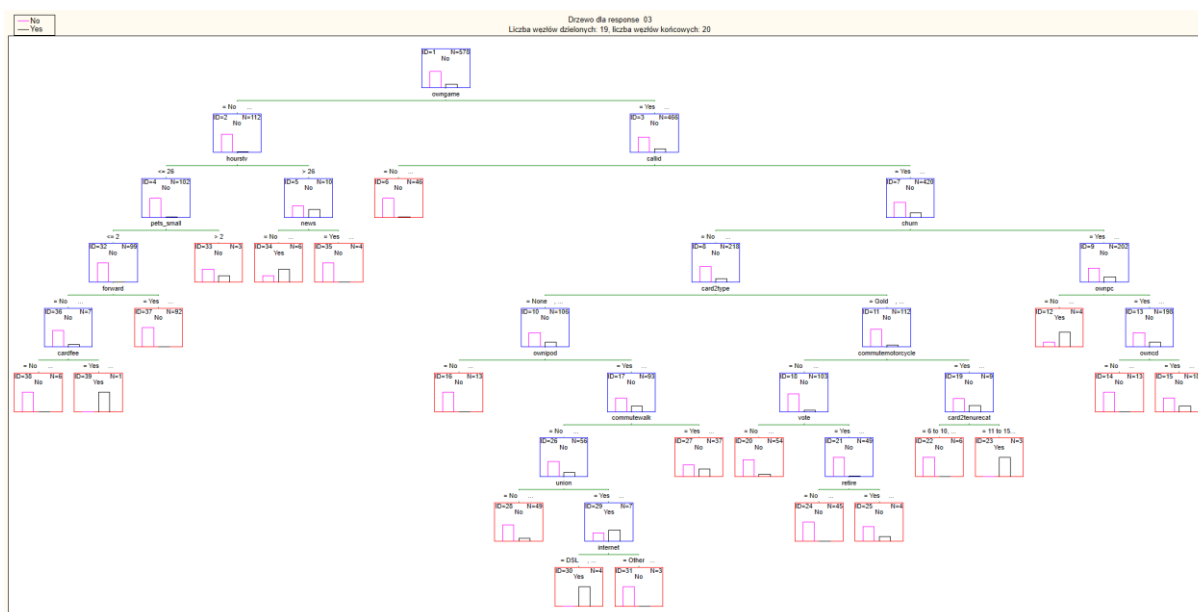 No
Yes
Drzewo dla response 03
Liczba węzłów dzielonych: 19, liczba węzłów końcowych: 20
ID=1 N=578
No
owngame
= No ...
= Yes ...
ID=2 N=112
No
hourstv
ID=3 N=466
No
callid
<= 26
> 26
= No ...
= Yes ...
ID=4 N=102
No
pets_small
ID=5 N=10
No
news
ID=6 N=46
No
ID=7 N=420
No
churn
<= 2
> 2
= No ...
= Yes ...
= No ...
= Yes ...
ID=32 N=99
No
forward
ID=33 N=3
No
ID=34 N=6
Yes
ID=35 N=4
No
ID=8 N=218
No
card2type
ID=9 N=202
No
ownpc
= No ...
= Yes ...
= None , ...
= Gold, ...
= No ...
= Yes ...
ID=36 N=7
No
cardfee
ID=37 N=92
No
ID=10 N=106
No
ownipod
ID=11 N=112
No
commutemotorcycle
ID=12 N=4
Yes
ID=13 N=198
No
owncd
= No ...
= Yes ...
= No ...
= Yes ...
= No ...
= Yes ...
= No ...
= Yes ...
ID=38 N=6
No
ID=39 N=1
Yes
ID=16 N=13
No
ID=17 N=93
No
commutewalk
ID=18 N=103
No
vote
ID=19 N=9
No
card2tenurecat
ID=14 N=13
No
ID=15
No
= No ...
= Yes ...
= No ...
= Yes ...
= 6 to 10, ...
= 11 to 15...
ID=26 N=56
No
union
ID=27 N=37
No
ID=20 N=54
No
ID=21 N=49
No
retire
ID=22 N=6
No
ID=23 N=3
Yes
= No ...
= Yes ...
= No ...
= Yes ...
ID=28 N=49
No
ID=29 N=7
Yes
internet
ID=24 N=45
No
ID=25 N=4
No
= DSL , ...
= Other ...
ID=30 N=4
Yes
ID=31 N=3
No